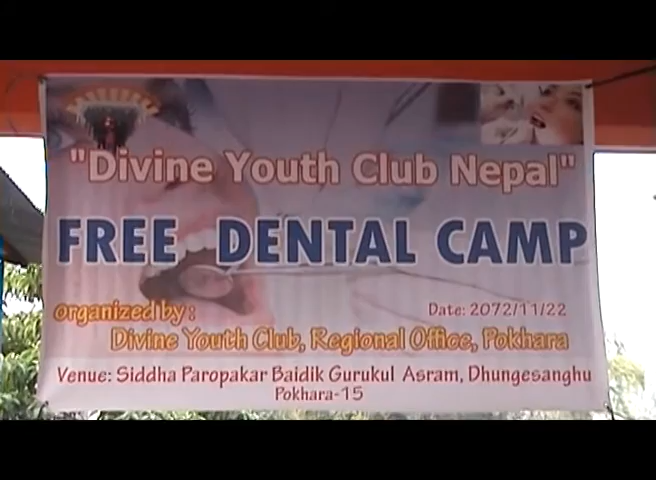 "Divine Youth Club Nepal"
FREE DENTAL CAMP
organized by:
Date: 2072/11/22
Divine Youth Club, Regional Office, Pokhara
Venue: Siddha Paropakar Baidik Gurukul Asram, Dhungesanghu
Pokhara-15